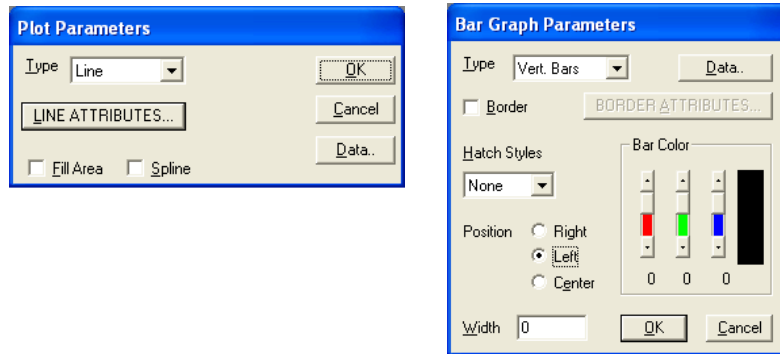 Plot Parameters
Type Line OK
LINE ATTRIBUTES... Cancel
Data..
Fill Area Spline
Bar Graph Parameters
Type Vert. Bars Data..
Border BORDER ATTRIBUTES...
Hatch Styles Bar Color
None
Position Right
Left
Center
0 0 0
Width 0 OK Cancel